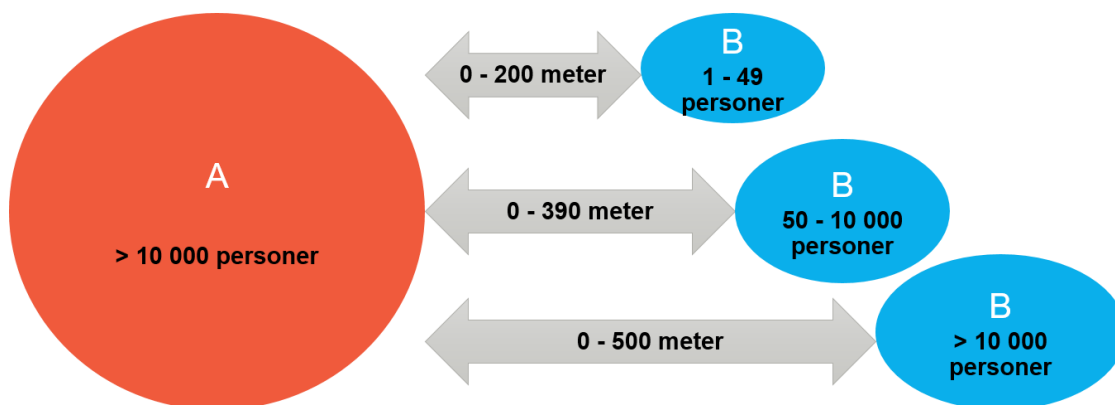 A
> 10 000 personer
0 - 200 meter
B
1 - 49
personer
0 - 390 meter
B
50 - 10 000
personer
0 - 500 meter
B
> 10 000
personer